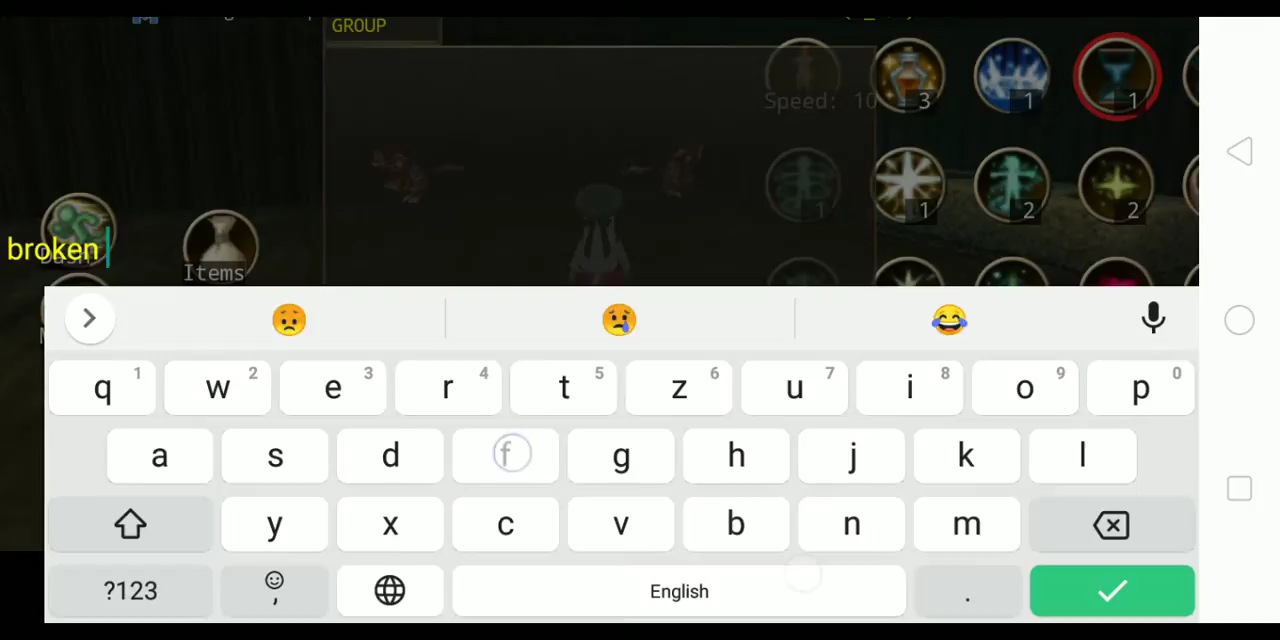 GROUP
Speed: 10
3
1
1
1
1
2
2
broken
Items
q 1 w 2 e 3 r 4 t 5 z 6 u 7 i 8 o 9 p 0
a s d f g h j k l
y x c v b n m
?123 , English .